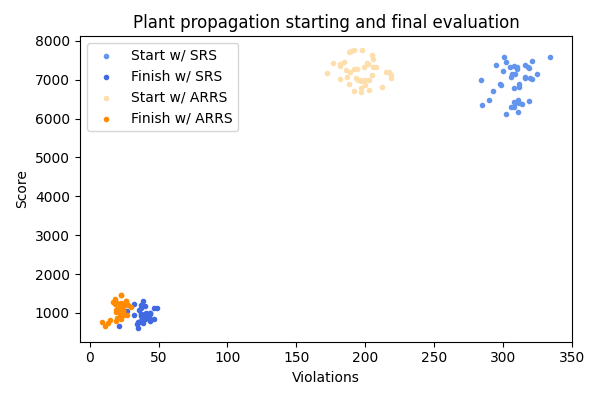 Plant propagation starting and final evaluation
Start w/ SRS
Finish w/ SRS
Start w/ ARRS
Finish w/ ARRS
Score
8000
7000
6000
5000
4000
3000
2000
1000
0 50 100 150 200 250 300 350
Violations